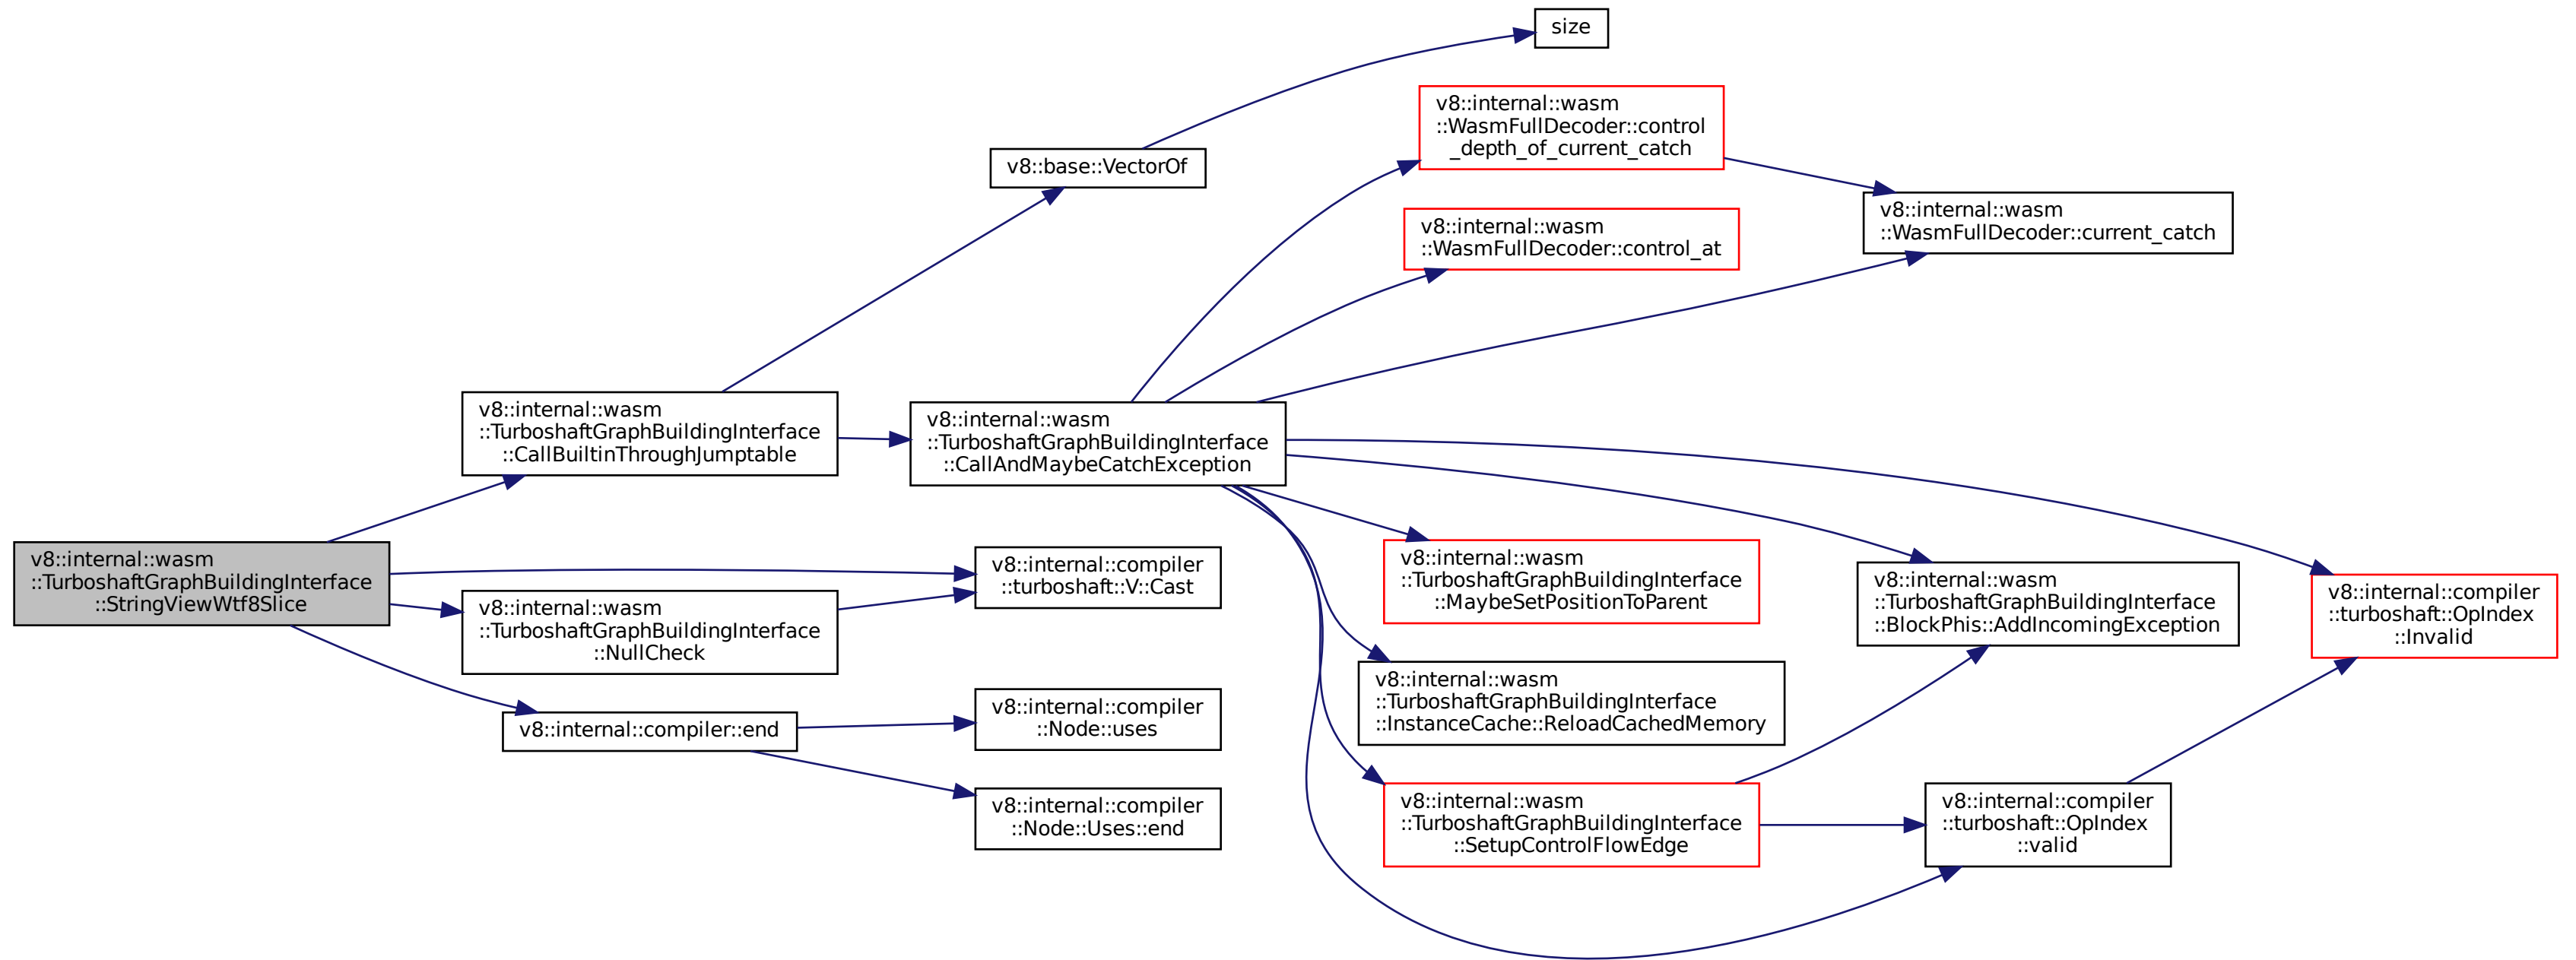 v8::internal::wasm
::TurboshaftGraphBuildingInterface
::StringViewWtf8Slice
v8::internal::wasm
::TurboshaftGraphBuildingInterface
::CallBuiltinThroughJumptable
v8::internal::wasm
::TurboshaftGraphBuildingInterface
::NullCheck
v8::internal::compiler::end
v8::base::VectorOf
v8::internal::wasm
::TurboshaftGraphBuildingInterface
::CallAndMaybeCatchException
v8::internal::compiler
::turboshaft::V::Cast
v8::internal::compiler
::Node::uses
v8::internal::compiler
::Node::Uses::end
size
v8::internal::wasm
::WasmFullDecoder::control
_depth_of_current_catch
v8::internal::wasm
::WasmFullDecoder::control_at
v8::internal::wasm
::TurboshaftGraphBuildingInterface
::MaybeSetPositionToParent
v8::internal::wasm
::TurboshaftGraphBuildingInterface
::InstanceCache::ReloadCachedMemory
v8::internal::wasm
::TurboshaftGraphBuildingInterface
::SetupControlFlowEdge
v8::internal::wasm
::WasmFullDecoder::current_catch
v8::internal::wasm
::TurboshaftGraphBuildingInterface
::BlockPhis::AddIncomingException
v8::internal::compiler
::turboshaft::OpIndex
::valid
v8::internal::compiler
::turboshaft::OpIndex
::Invalid